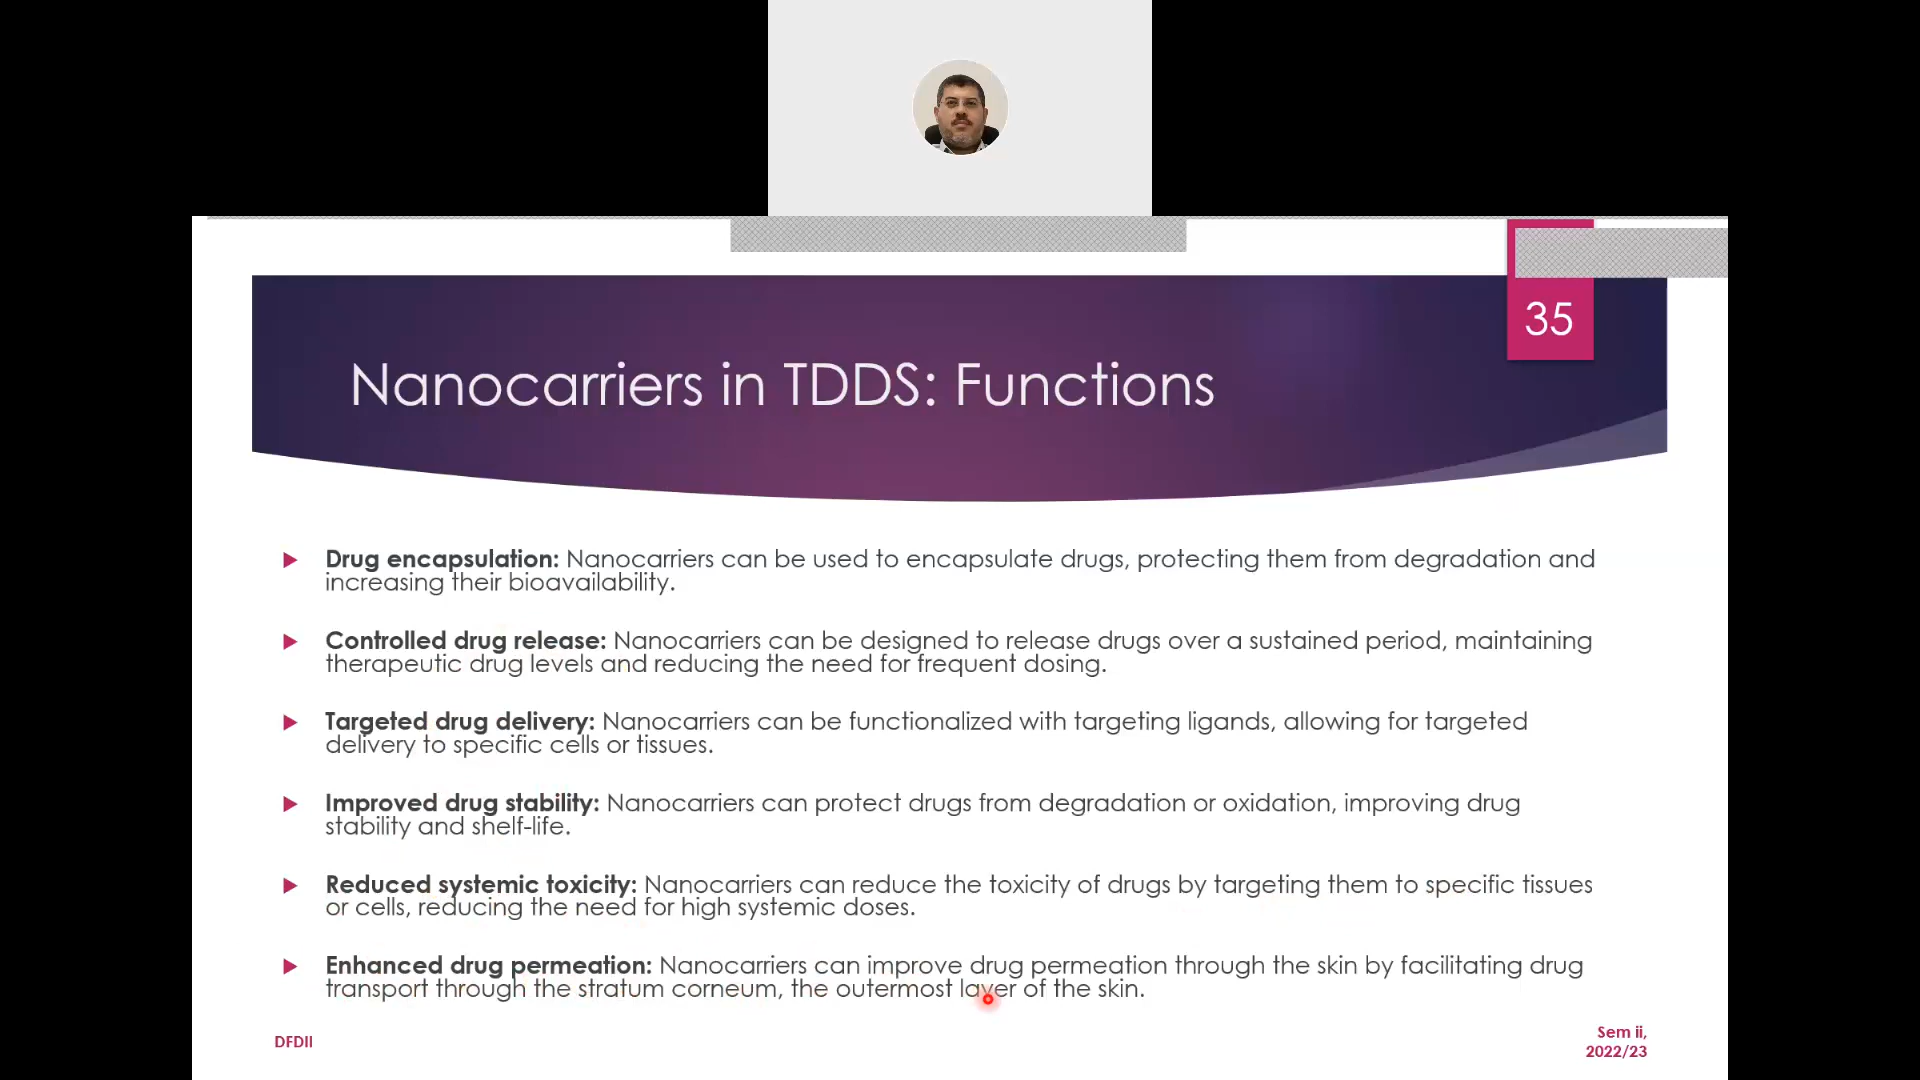 35
Nanocarriers in TDDS: Functions
Drug encapsulation: Nanocarriers can be used to encapsulate drugs, protecting them from degradation and
increasing their bioavailability.
Controlled drug release: Nanocarriers can be designed to release drugs over a sustained period, maintaining
therapeutic drug levels and reducing the need for frequent dosing.
Targeted drug delivery: Nanocarriers can be functionalized with targeting ligands, allowing for targeted
delivery to specific cells or tissues.
Improved drug stability: Nanocarriers can protect drugs from degradation or oxidation, improving drug
stability and shelf-life.
Reduced systemic toxicity: Nanocarriers can reduce the toxicity of drugs by targeting them to specific tissues
or cells, reducing the need for high systemic doses.
Enhanced drug permeation: Nanocarriers can improve drug permeation through the skin by facilitating drug
transport through the stratum corneum, the outermost layer of the skin.
DFDII
Sem ii,
2022/23